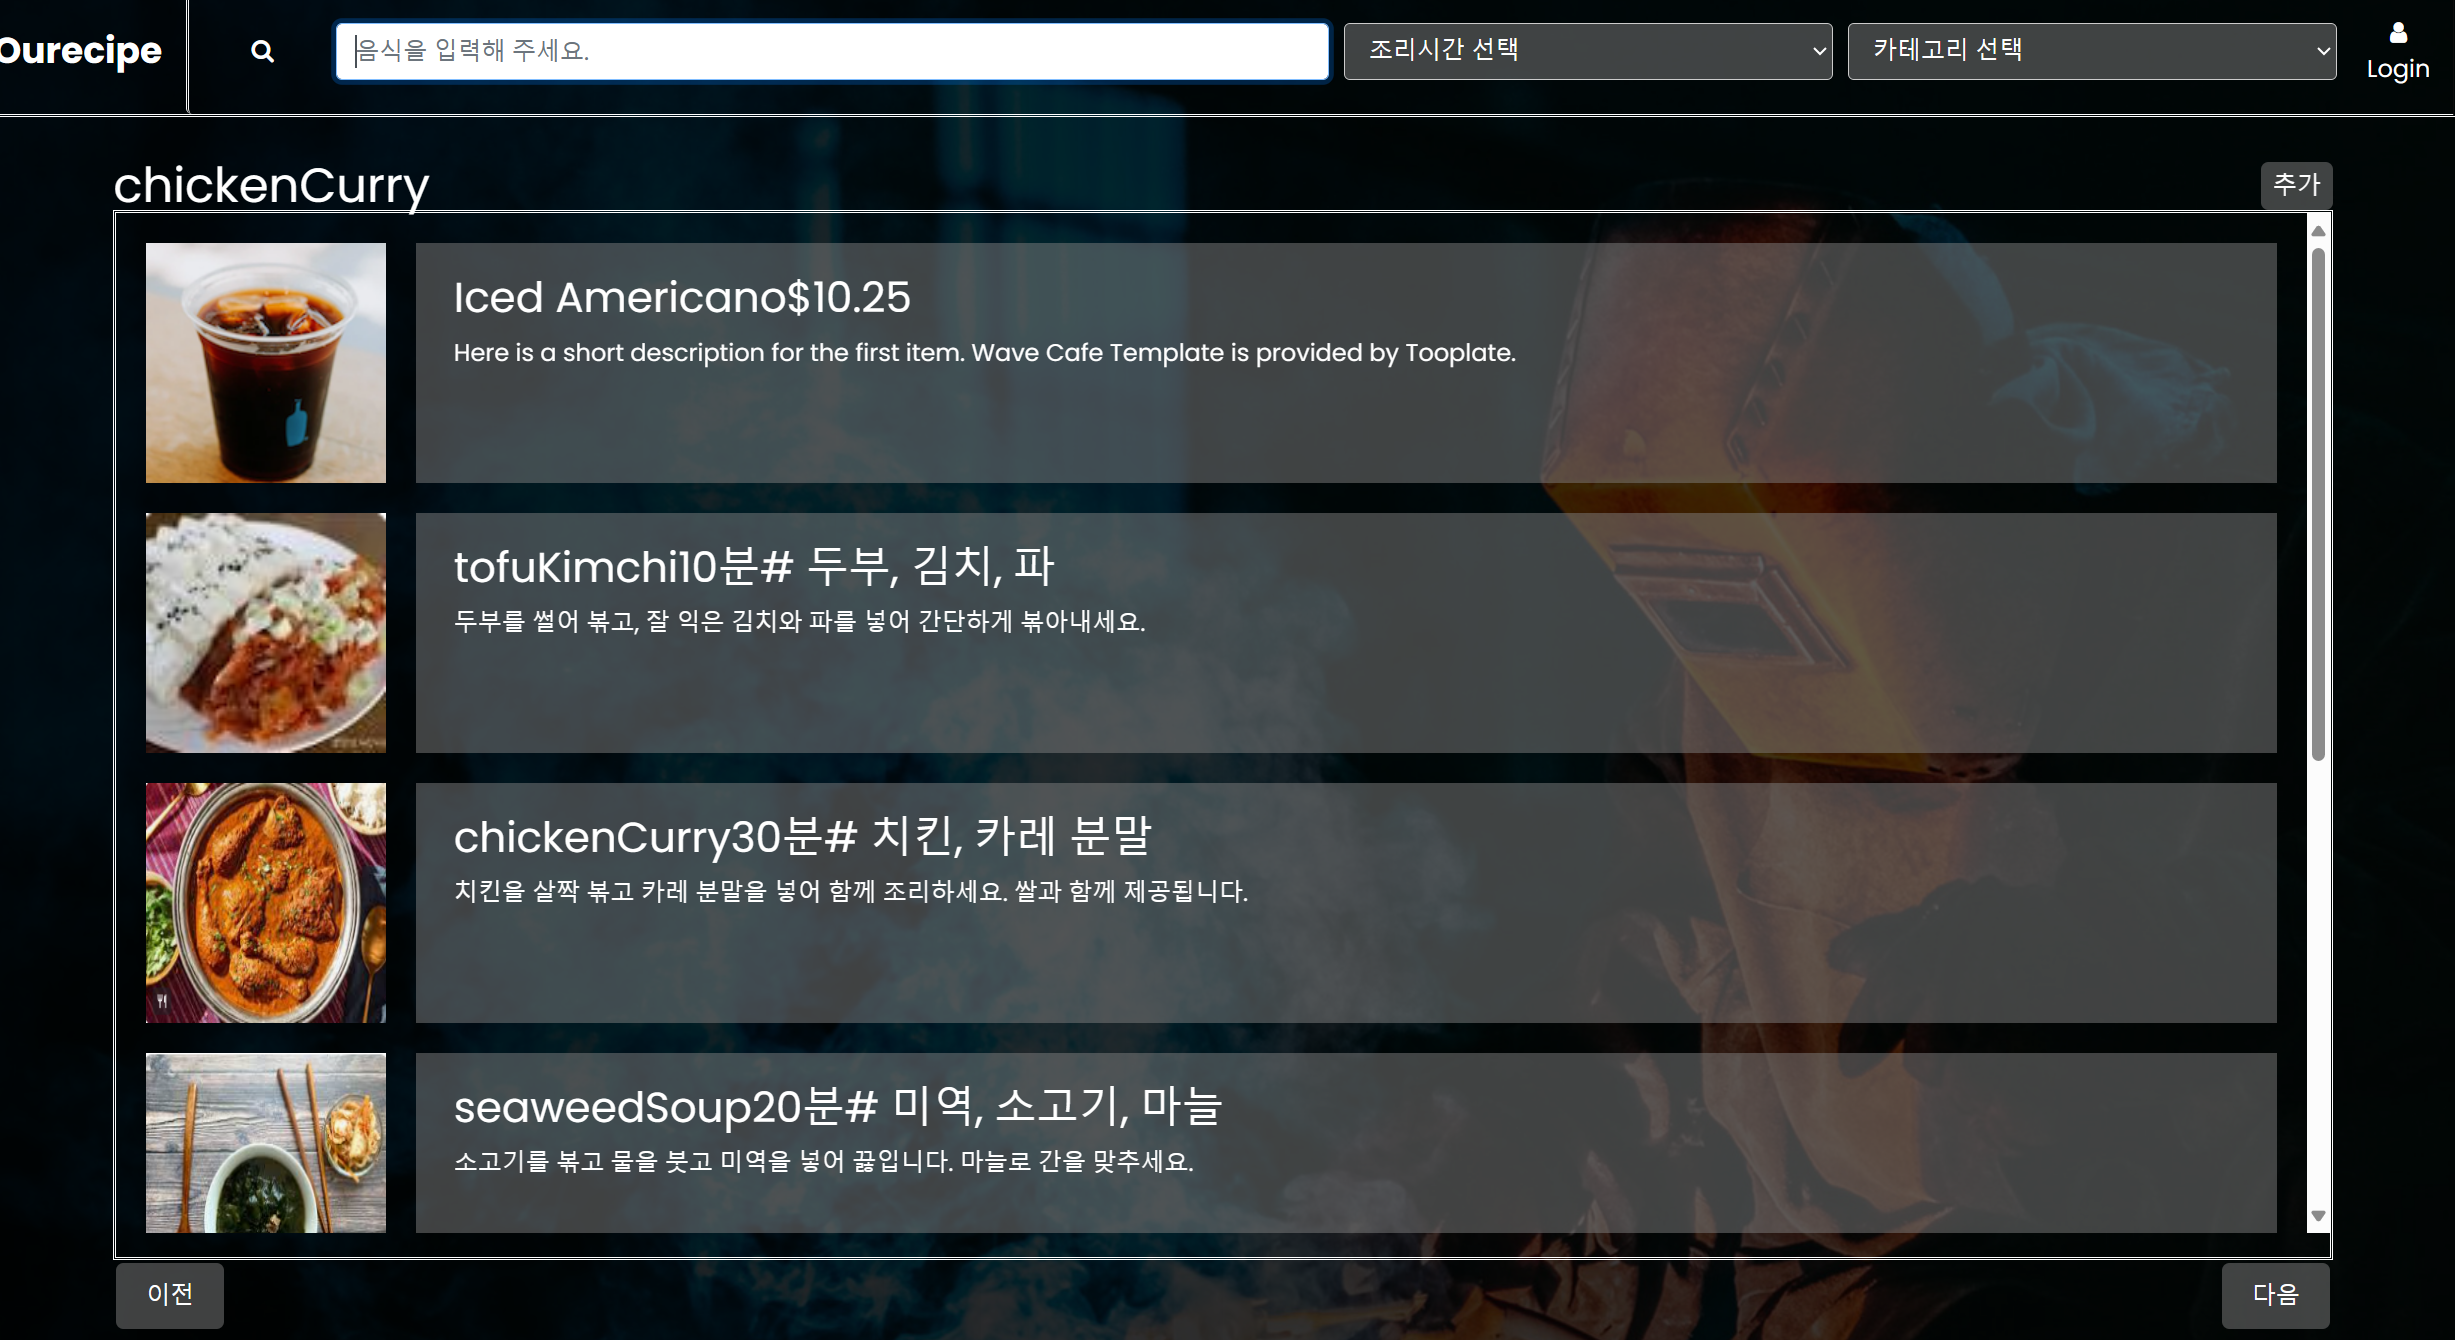 Ourecipe
음식을 입력해 주세요.
조리시간 선택
카테고리 선택
Login
chickenCurry
추가
Iced Americano$10.25
Here is a short description for the first item. Wave Cafe Template is provided by Tooplate.
tofuKimchi10분# 두부, 김치, 파
두부를 썰어 볶고, 잘 익은 김치와 파를 넣어 간단하게 볶아내세요.
chickenCurry30분# 치킨, 카레 분말
치킨을 살짝 볶고 카레 분말을 넣어 함께 조리하세요. 쌀과 함께 제공됩니다.
seaweedSoup20분# 미역, 소고기, 마늘
소고기를 볶고 물을 붓고 미역을 넣어 끓입니다. 마늘로 간을 맞추세요.
이전
다음